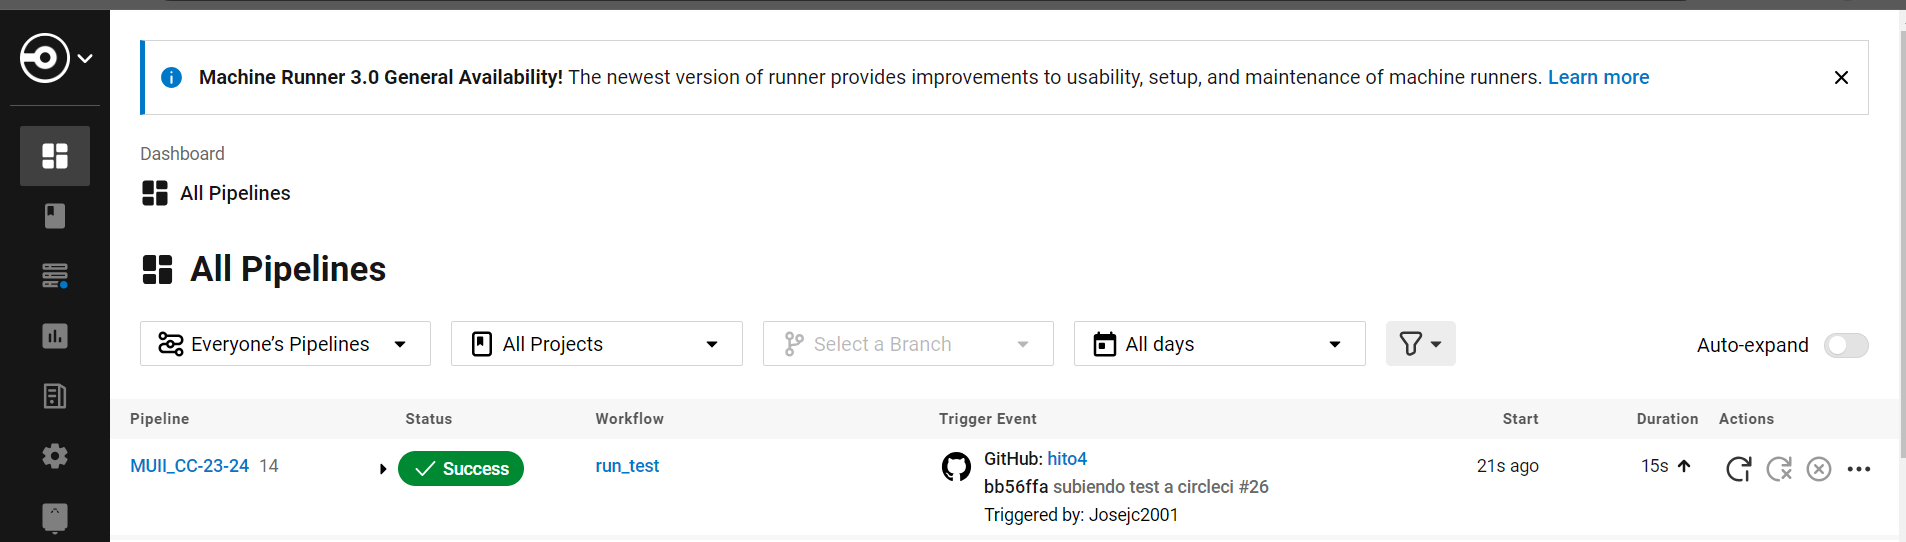 Machine Runner 3.0 General Availability! The newest version of runner provides improvements to usability, setup, and maintenance of machine runners. Learn more
Dashboard
All Pipelines
All Pipelines
Everyone’s Pipelines
All Projects
Select a Branch
All days
Auto-expand
Pipeline Status Workflow Trigger Event Start Duration Actions
MUII_CC-23-24 14 Success run_test GitHub: hito4 21s ago 15s
bb56ffa subiendo test a circleci #26
Triggered by: Josejc2001